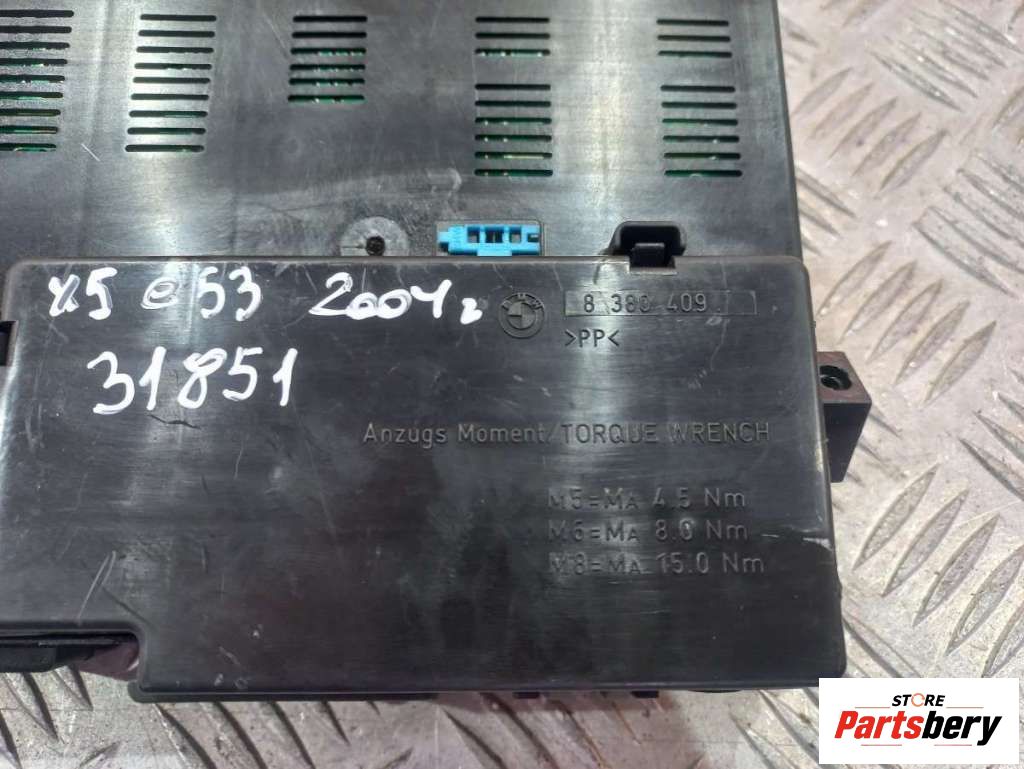 x5 e53 2004г
31851
BMW
8 380 409
>PP<
Anzugs Moment/TORQUE WRENCH
M5=MA 4.5 Nm
M6=MA 8.0 Nm
M8=MA 15.0 Nm
STORE
Partsbery